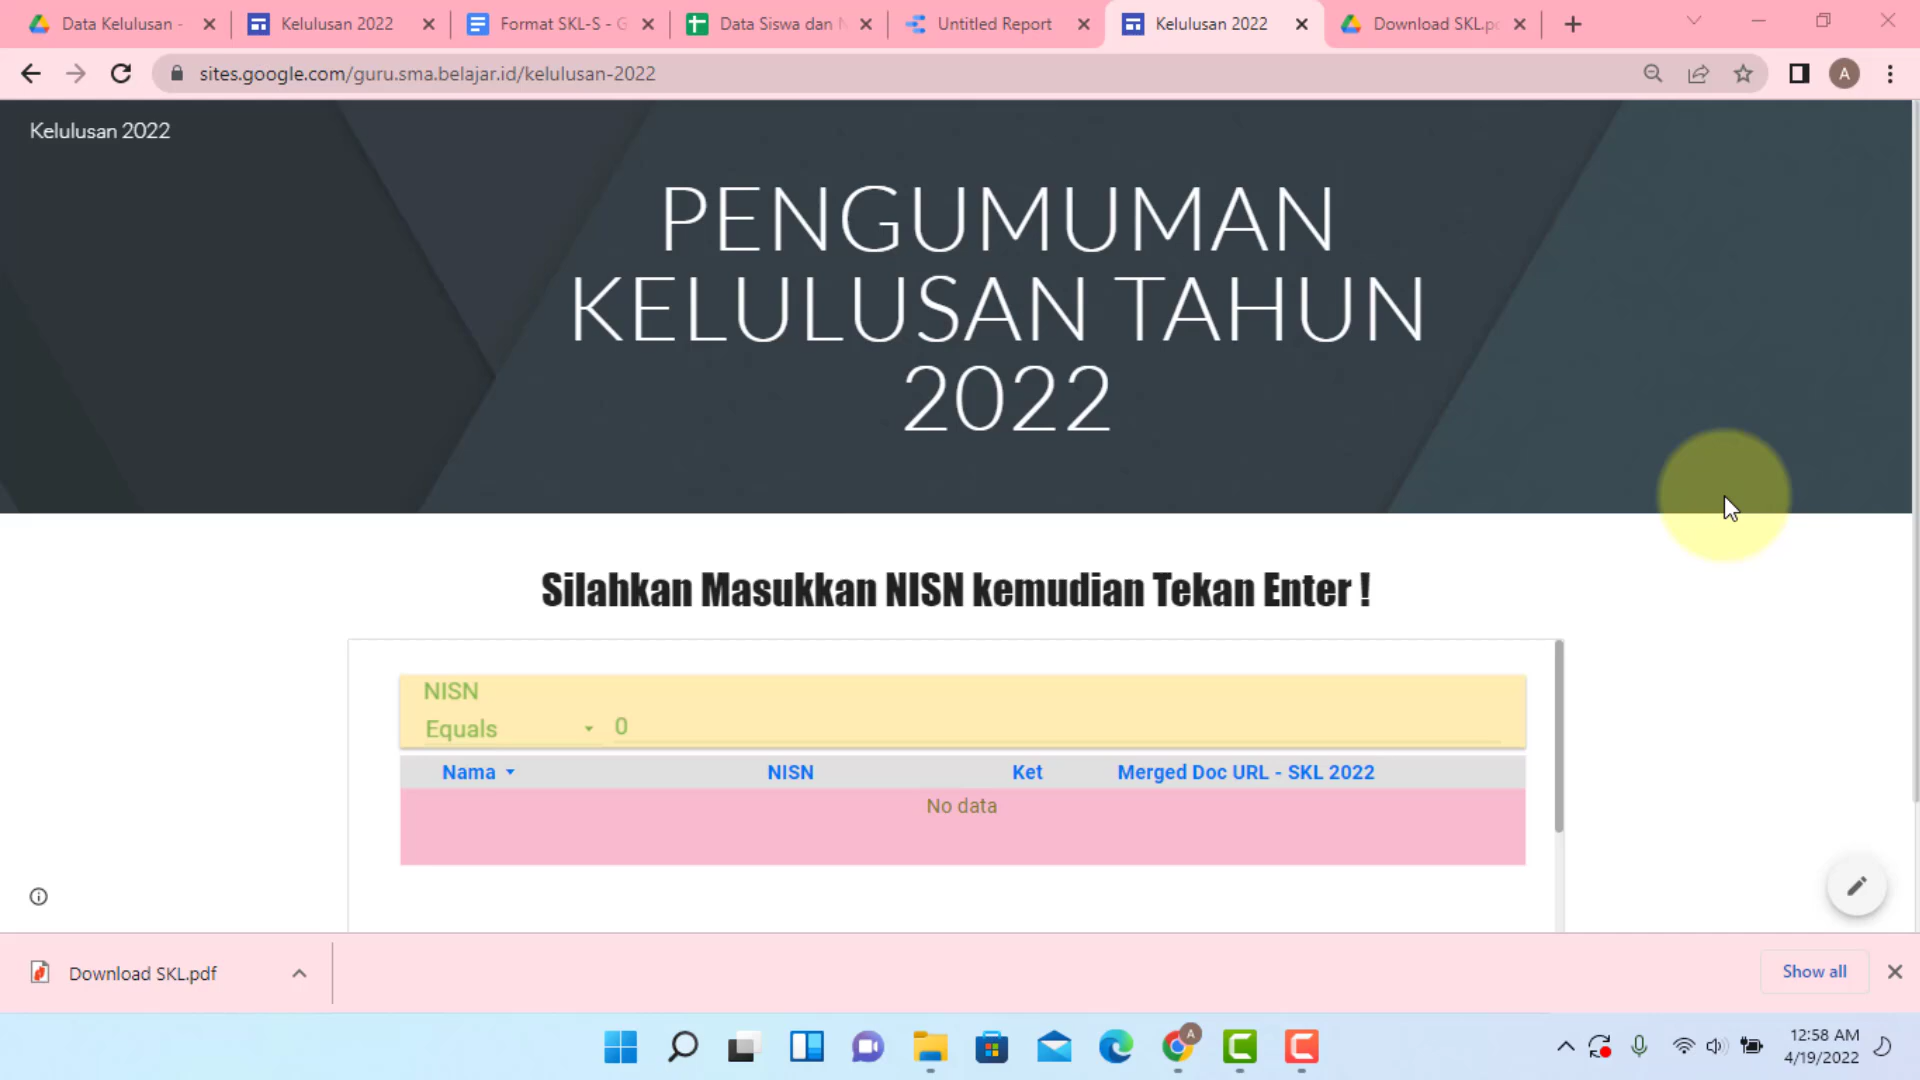 Data Kelulusan -
Kelulusan 2022
Format SKL-S - G
Data Siswa dan N
Untitled Report
Kelulusan 2022
Download SKL.pd
sites.google.com/guru.sma.belajar.id/kelulusan-2022
A
Kelulusan 2022
PENGUMUMAN
KELULUSAN TAHUN
2022
Silahkan Masukkan NISN kemudian Tekan Enter !
NISN
Equals 0
Nama NISN Ket Merged Doc URL - SKL 2022
No data
Download SKL.pdf
Show all
A
12:58 AM
4/19/2022